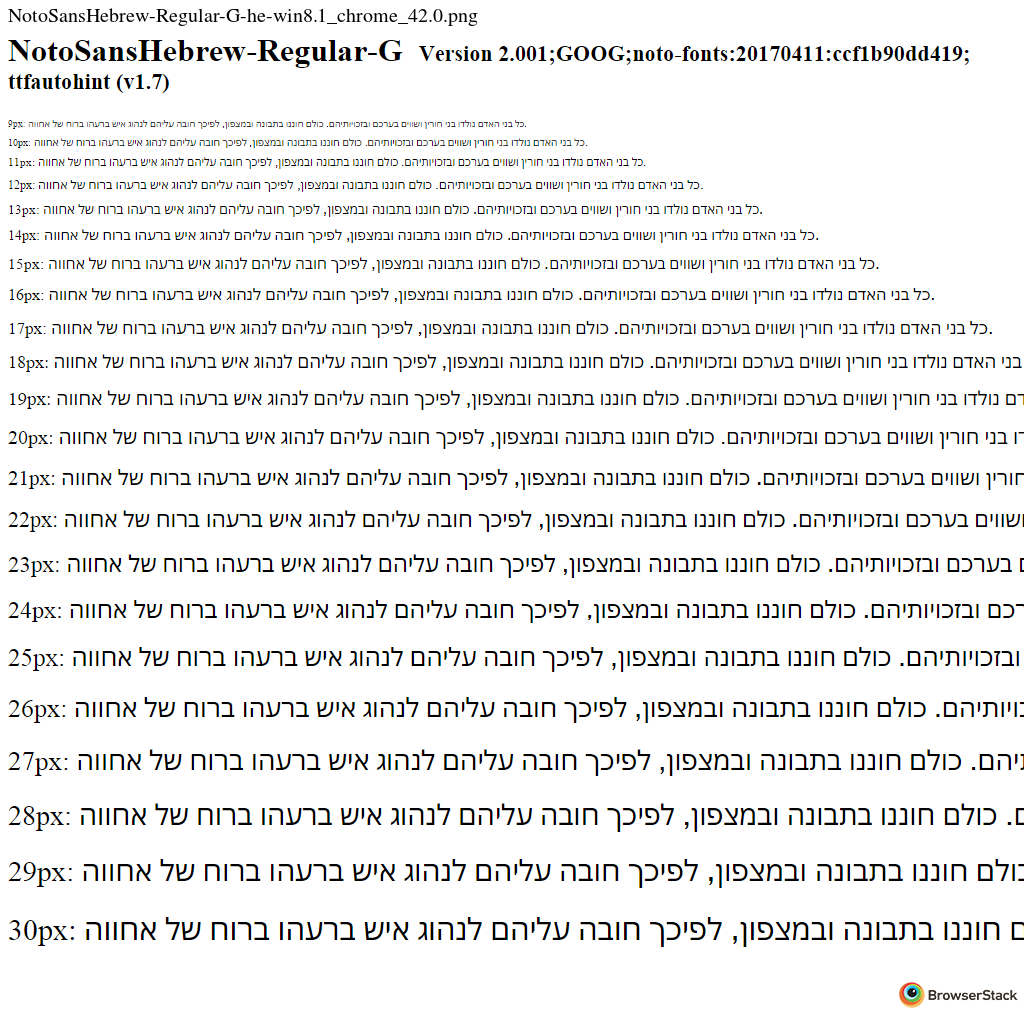 NotoSansHebrew-Regular-G-he-win8.1_chrome_42.0.png
NotoSansHebrew-Regular-G Version 2.001;GOOG;noto-fonts:20170411:ccf1b90dd419;
ttfautohint (v1.7)
9px: כל בני האדם נולדו בני חורין ושווים בערכם ובזכויותיהם. כולם חוננו בתבונה ובמצפון, לפיכך חובה עליהם לנהוג איש ברעהו ברוח של אחווה.
10px: כל בני האדם נולדו בני חורין ושווים בערכם ובזכויותיהם. כולם חוננו בתבונה ובמצפון, לפיכך חובה עליהם לנהוג איש ברעהו ברוח של אחווה.
11px: כל בני האדם נולדו בני חורין ושווים בערכם ובזכויותיהם. כולם חוננו בתבונה ובמצפון, לפיכך חובה עליהם לנהוג איש ברעהו ברוח של אחווה.
12px: כל בני האדם נולדו בני חורין ושווים בערכם ובזכויותיהם. כולם חוננו בתבונה ובמצפון, לפיכך חובה עליהם לנהוג איש ברעהו ברוח של אחווה.
13px: כל בני האדם נולדו בני חורין ושווים בערכם ובזכויותיהם. כולם חוננו בתבונה ובמצפון, לפיכך חובה עליהם לנהוג איש ברעהו ברוח של אחווה.
14px: כל בני האדם נולדו בני חורין ושווים בערכם ובזכויותיהם. כולם חוננו בתבונה ובמצפון, לפיכך חובה עליהם לנהוג איש ברעהו ברוח של אחווה.
15px: כל בני האדם נולדו בני חורין ושווים בערכם ובזכויותיהם. כולם חוננו בתבונה ובמצפון, לפיכך חובה עליהם לנהוג איש ברעהו ברוח של אחווה.
16px: כל בני האדם נולדו בני חורין ושווים בערכם ובזכויותיהם. כולם חוננו בתבונה ובמצפון, לפיכך חובה עליהם לנהוג איש ברעהו ברוח של אחווה.
17px: כל בני האדם נולדו בני חורין ושווים בערכם ובזכויותיהם. כולם חוננו בתבונה ובמצפון, לפיכך חובה עליהם לנהוג איש ברעהו ברוח של אחווה.
18px: בני האדם נולדו בני חורין ושווים בערכם ובזכויותיהם. כולם חוננו בתבונה ובמצפון, לפיכך חובה עליהם לנהוג איש ברעהו ברוח של אחווה
19px: נולדו בני חורין ושווים בערכם ובזכויותיהם. כולם חוננו בתבונה ובמצפון, לפיכך חובה עליהם לנהוג איש ברעהו ברוח של אחווה
20px: בני חורין ושווים בערכם ובזכויותיהם. כולם חוננו בתבונה ובמצפון, לפיכך חובה עליהם לנהוג איש ברעהו ברוח של אחווה
21px: ושווים בערכם ובזכויותיהם. כולם חוננו בתבונה ובמצפון, לפיכך חובה עליהם לנהוג איש ברעהו ברוח של אחווה
22px: ושווים בערכם ובזכויותיהם. כולם חוננו בתבונה ובמצפון, לפיכך חובה עליהם לנהוג איש ברעהו ברוח של אחווה
23px: בערכם ובזכויותיהם. כולם חוננו בתבונה ובמצפון, לפיכך חובה עליהם לנהוג איש ברעהו ברוח של אחווה
24px: ובזכויותיהם. כולם חוננו בתבונה ובמצפון, לפיכך חובה עליהם לנהוג איש ברעהו ברוח של אחווה
25px: ובזכויותיהם. כולם חוננו בתבונה ובמצפון, לפיכך חובה עליהם לנהוג איש ברעהו ברוח של אחווה
26px: כולם חוננו בתבונה ובמצפון, לפיכך חובה עליהם לנהוג איש ברעהו ברוח של אחווה
27px: כולם חוננו בתבונה ובמצפון, לפיכך חובה עליהם לנהוג איש ברעהו ברוח של אחווה
28px: כולם חוננו בתבונה ובמצפון, לפיכך חובה עליהם לנהוג איש ברעהו ברוח של אחווה
29px: כולם חוננו בתבונה ובמצפון, לפיכך חובה עליהם לנהוג איש ברעהו ברוח של אחווה
30px: חוננו בתבונה ובמצפון, לפיכך חובה עליהם לנהוג איש ברעהו ברוח של אחווה
BrowserStack